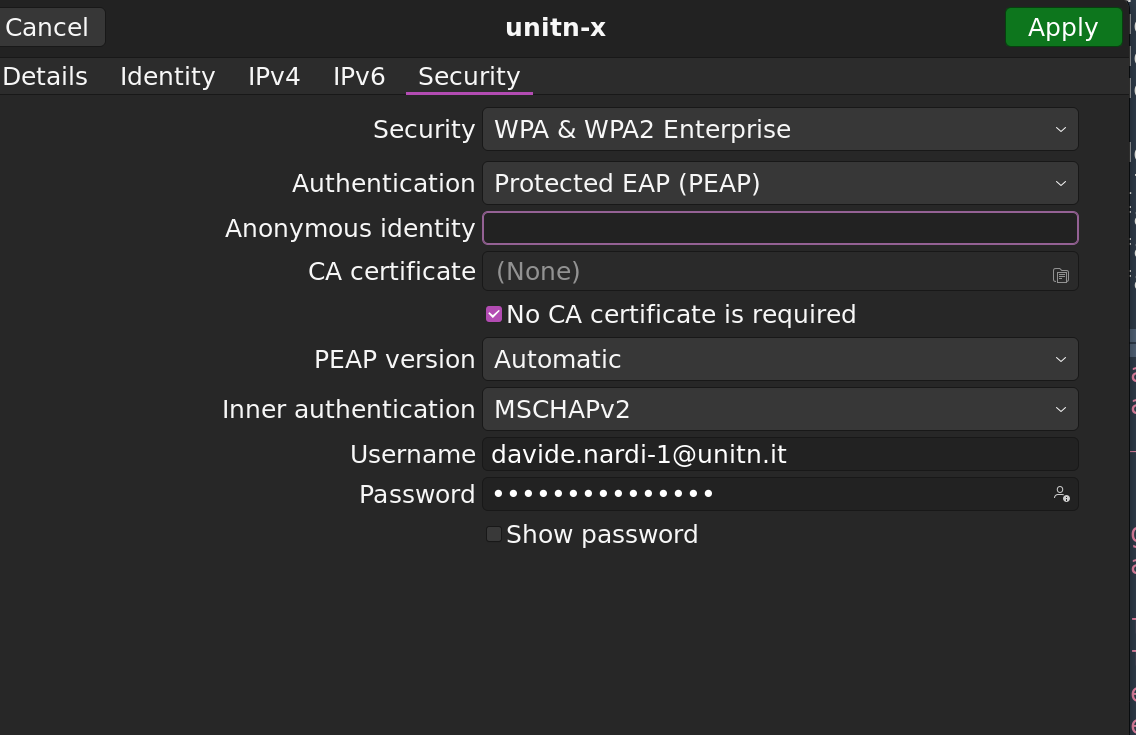 Cancel unitn-x Apply
Details Identity IPv4 IPv6 Security
Security WPA & WPA2 Enterprise
Authentication Protected EAP (PEAP)
Anonymous identity
CA certificate (None)
No CA certificate is required
PEAP version Automatic
Inner authentication MSCHAPv2
Username davide.nardi-1@unitn.it
Password •••••••••••••••
Show password